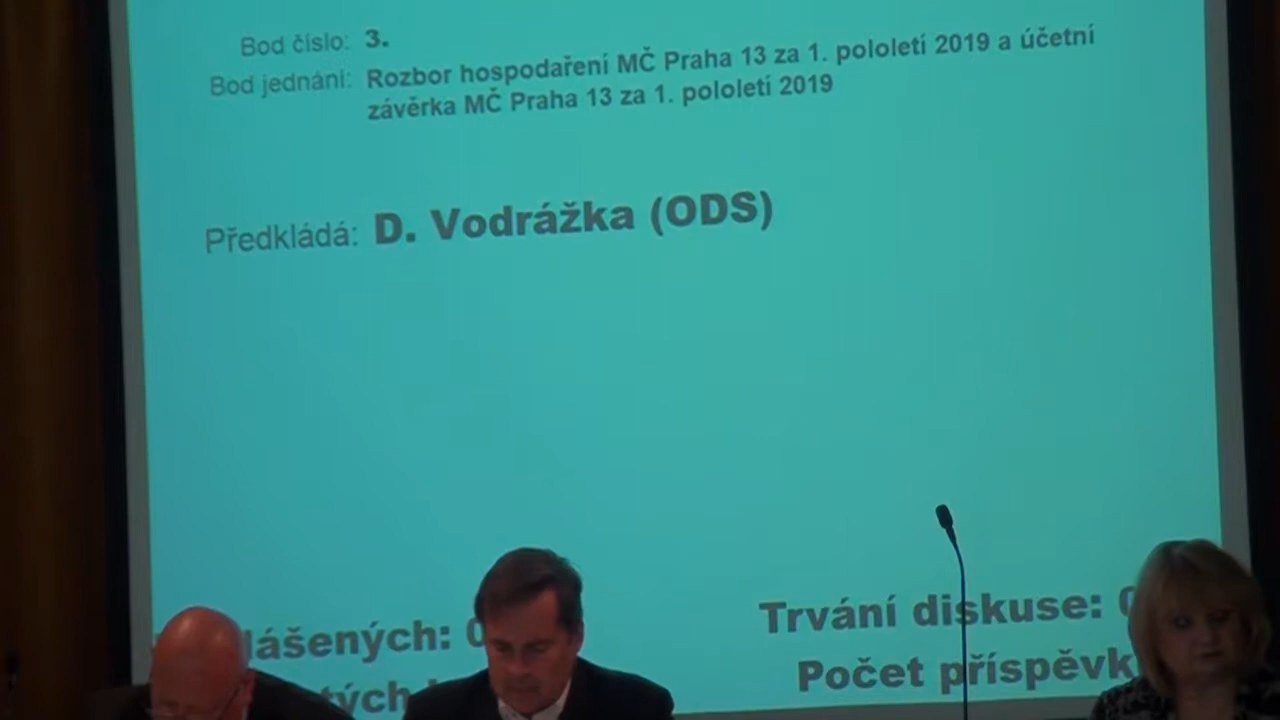 Bod číslo: 3.
Bod jednání: Rozbor hospodaření MČ Praha 13 za 1. pololetí 2019 a účetní
závěrka MČ Praha 13 za 1. pololetí 2019
Předkládá: D. Vodrážka (ODS)
Trvání diskuse:
Počet